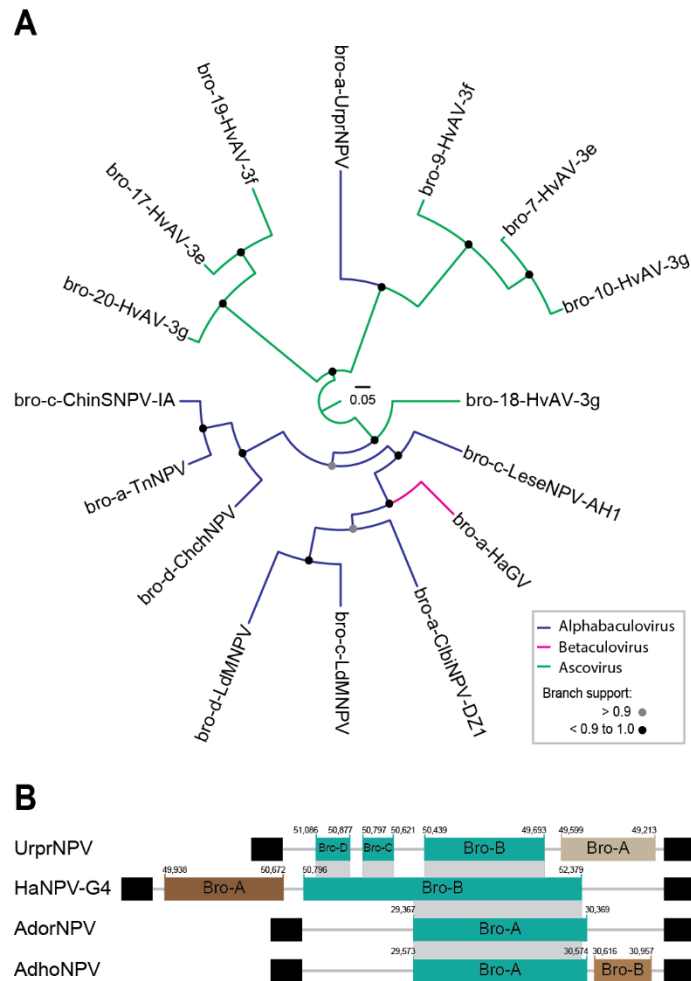 A
bro-19-HvAV-3f
bro-a-UrprNPV
bro-9-HvAV-3f
bro-17-HvAV-3e
bro-7-HvAV-3e
bro-20-HvAV-3g
bro-10-HvAV-3g
0.05
bro-c-ChinSNPV-IA
bro-18-HvAV-3g
bro-a-TnNPV
bro-c-LeseNPV-AH1
bro-d-ChchNPV
bro-a-HaGV
bro-d-LdMNPV
bro-c-LdMNPV
bro-a-ClbiNPV-DZ1
Alphabaculovirus
Betaculovirus
Ascovirus
Branch support:
> 0.9
< 0.9 to 1.0
B
51,086 50,877 50,797 50,621 50,439 49,693 49,599 49,213
UrprNPV Bro-D Bro-C Bro-B Bro-A
49,938 50,672 50,796 52,379
HaNPV-G4 Bro-A Bro-B
29,367 30,369
AdorNPV Bro-A
29,573 30,574 30,616 30,957
AdhoNPV Bro-A Bro-B